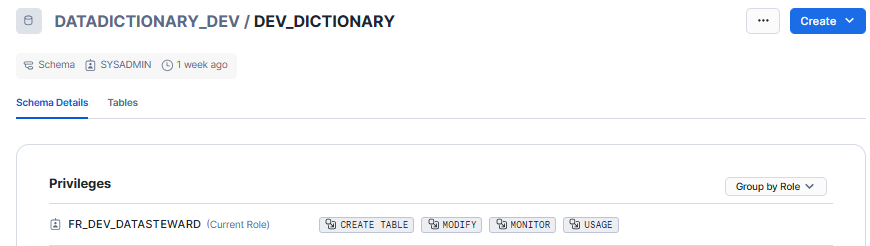 DATADICTIONARY_DEV / DEV_DICTIONARY
... Create
Schema SYSADMIN 1 week ago
Schema Details Tables
Privileges Group by Role
FR_DEV_DATASTEWARD (Current Role) CREATE TABLE MODIFY MONITOR USAGE